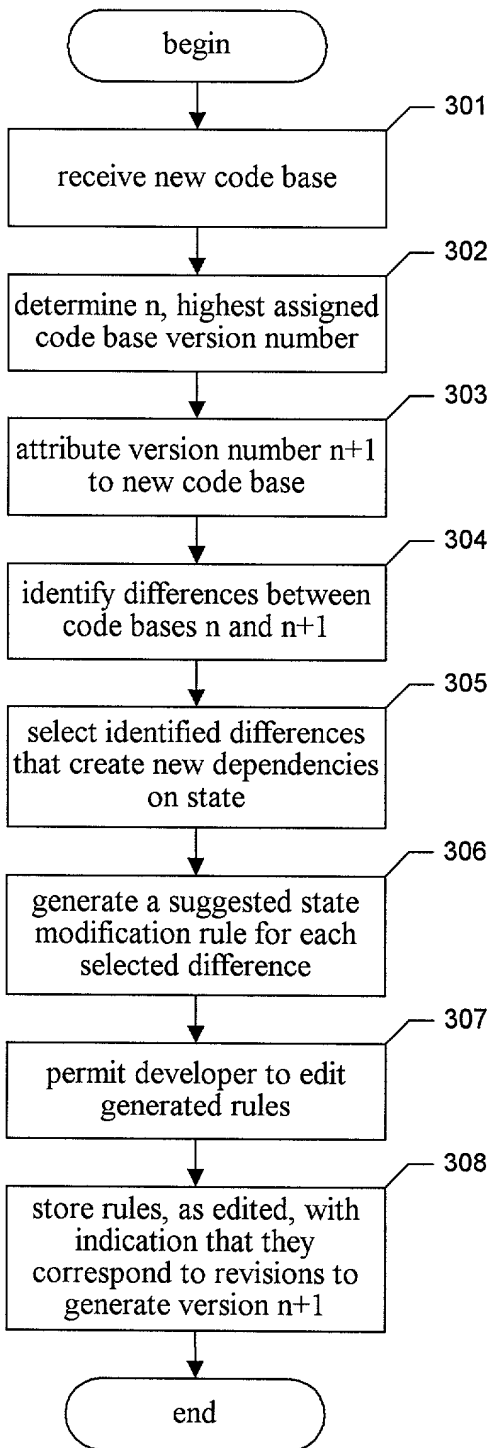 begin
301
receive new code base
302
determine n, highest assigned
code base version number
303
attribute version number n+1
to new code base
304
identify differences between
code bases n and n+1
305
select identified differences
that create new dependencies
on state
306
generate a suggested state
modification rule for each
selected difference
307
permit developer to edit
generated rules
308
store rules, as edited, with
indication that they
correspond to revisions to
generate version n+1
end